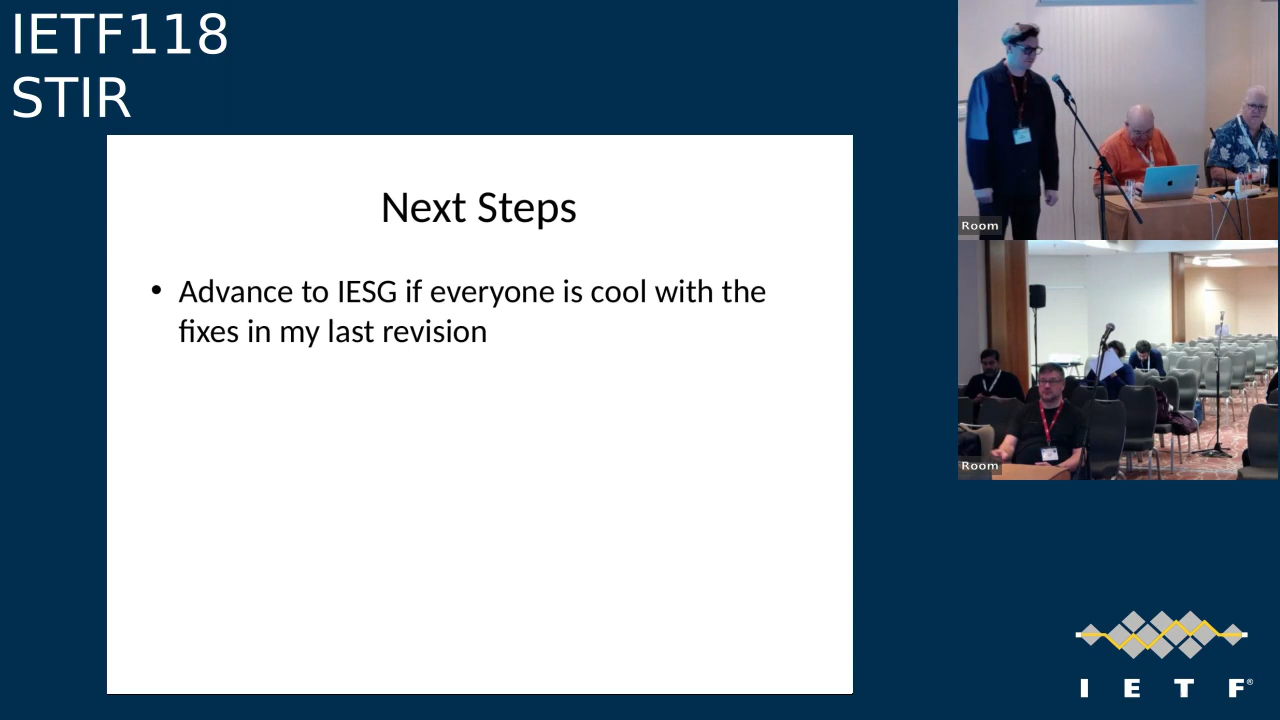 IETF118
STIR
Next Steps
• Advance to IESG if everyone is cool with the
fixes in my last revision
Room
Room
I E T F®